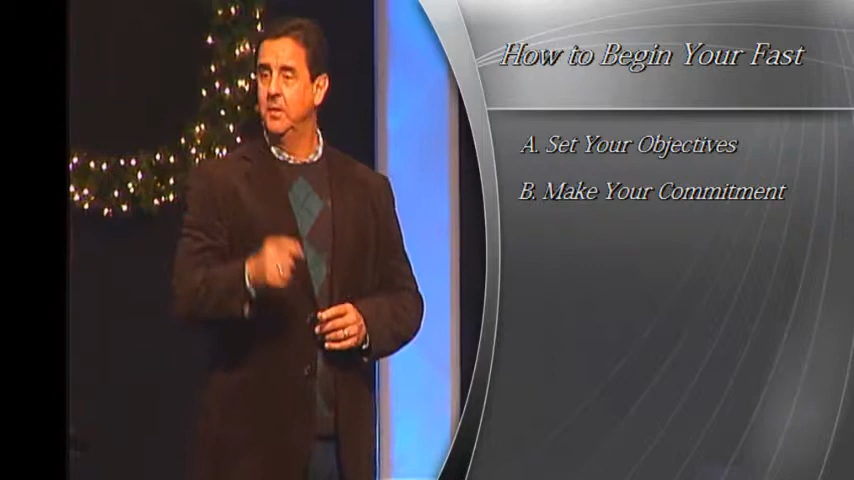 How to Begin Your Fast
A. Set Your Objectives
B. Make Your Commitment